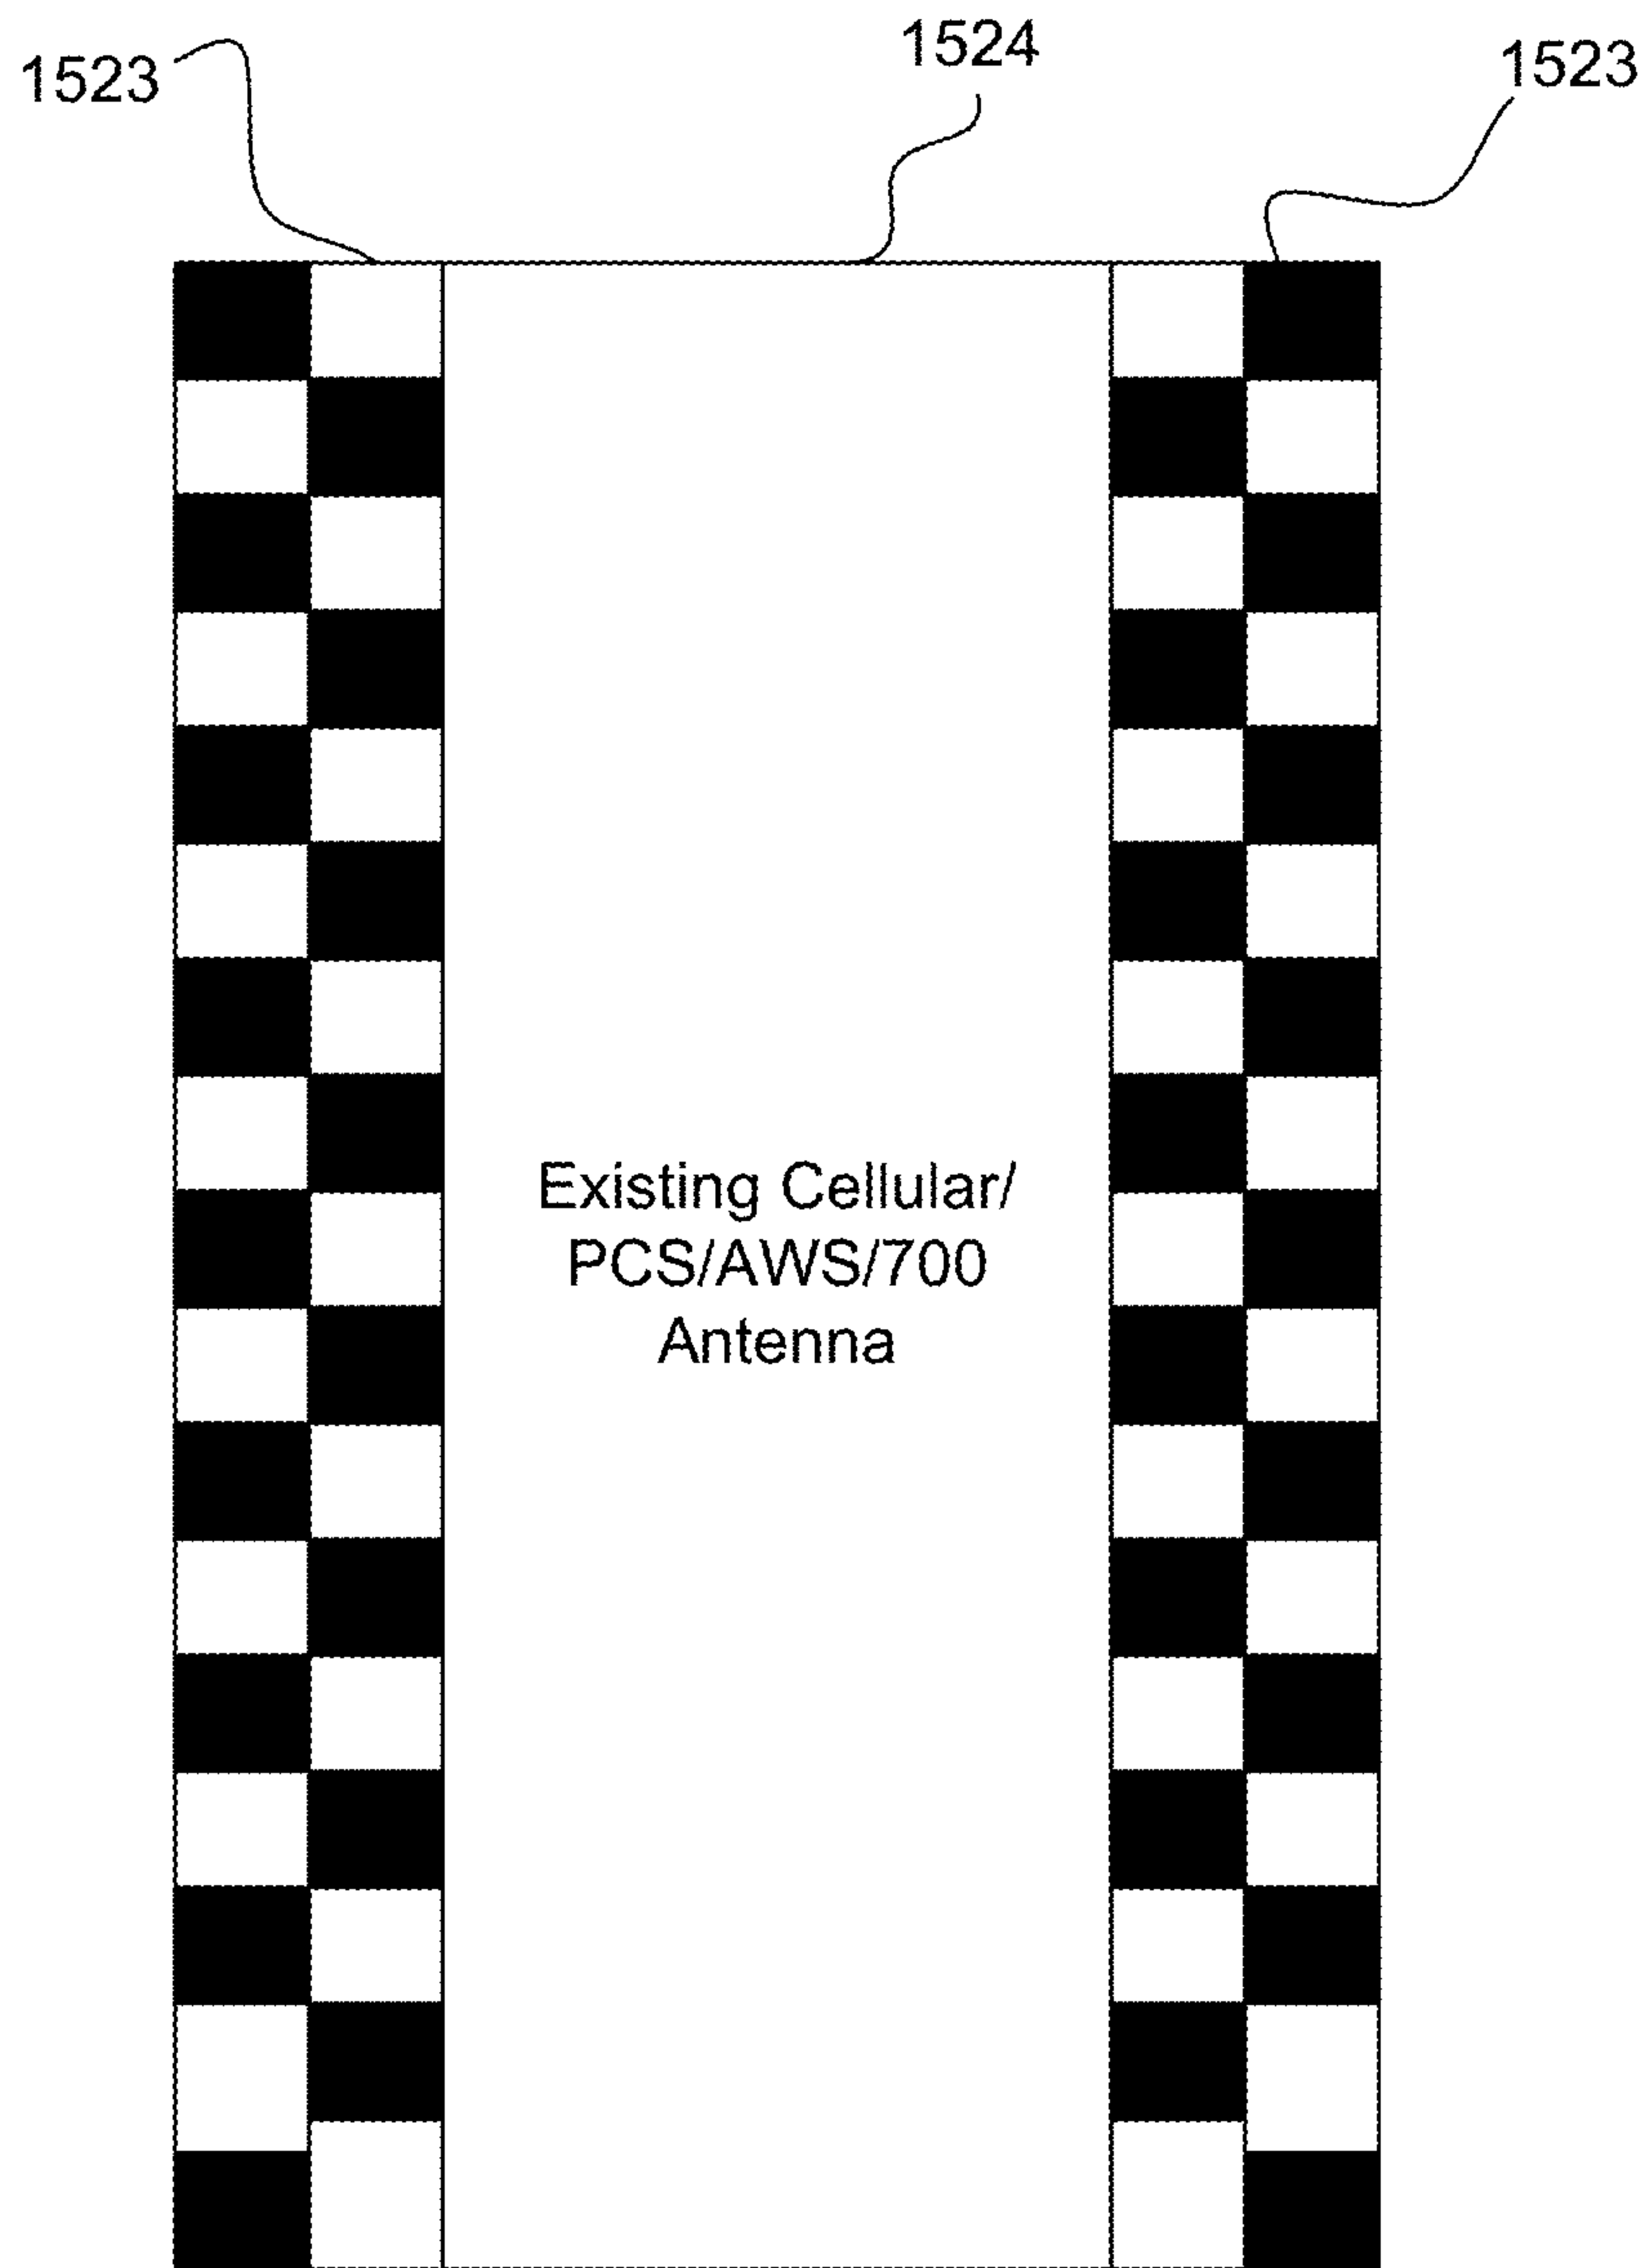 1523
1524
1523
Existing Cellular/
PCS/AWS/700
Antenna